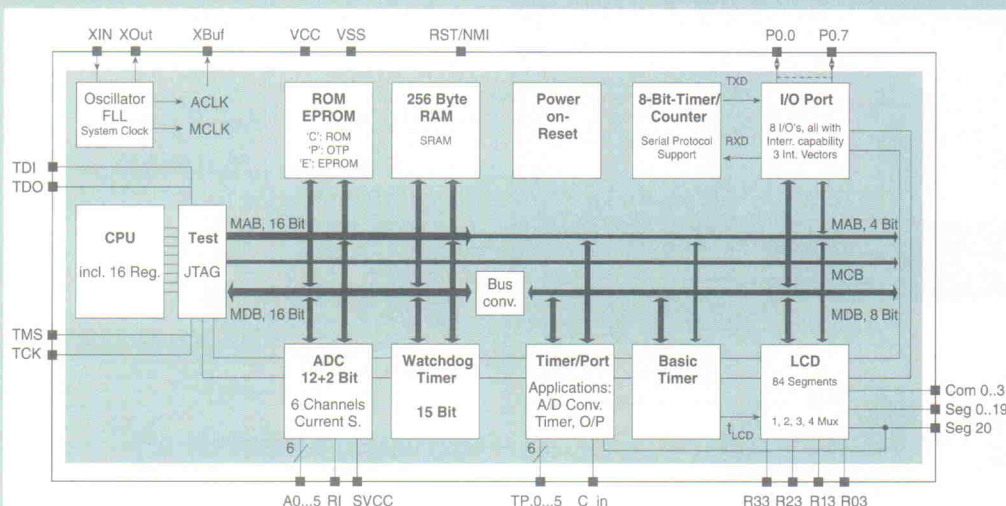 XIN XOut XBuf VCC VSS RST/NMI P0.0 P0.7
Oscillator
FLL
System Clock
ACLK
MCLK
ROM
EPROM
'C': ROM
'P': OTP
'E': EPROM
256 Byte
RAM
SRAM
Power
on-
Reset
8-Bit-Timer/
Counter
Serial Protocol
Support
TXD
RXD
I/O Port
8 I/O's, all with
Interr. capability
3 Int. Vectors
TDI
TDO
CPU
incl. 16 Reg.
Test
JTAG
MAB, 16 Bit
MAB, 4 Bit
MCB
Bus
conv.
MDB, 16 Bit
MDB, 8 Bit
TMS
TCK
ADC
12+2 Bit
6 Channels
Current S.
Watchdog
Timer
15 Bit
Timer/Port
Applications:
A/D Conv.
Timer, O/P
Basic
Timer
tLCD
LCD
84 Segments
1, 2, 3, 4 Mux
Com 0..3
Seg 0..19
Seg 20
6
6
A0...5 RI SVCC TP.0...5 C in R33 R23 R13 R03